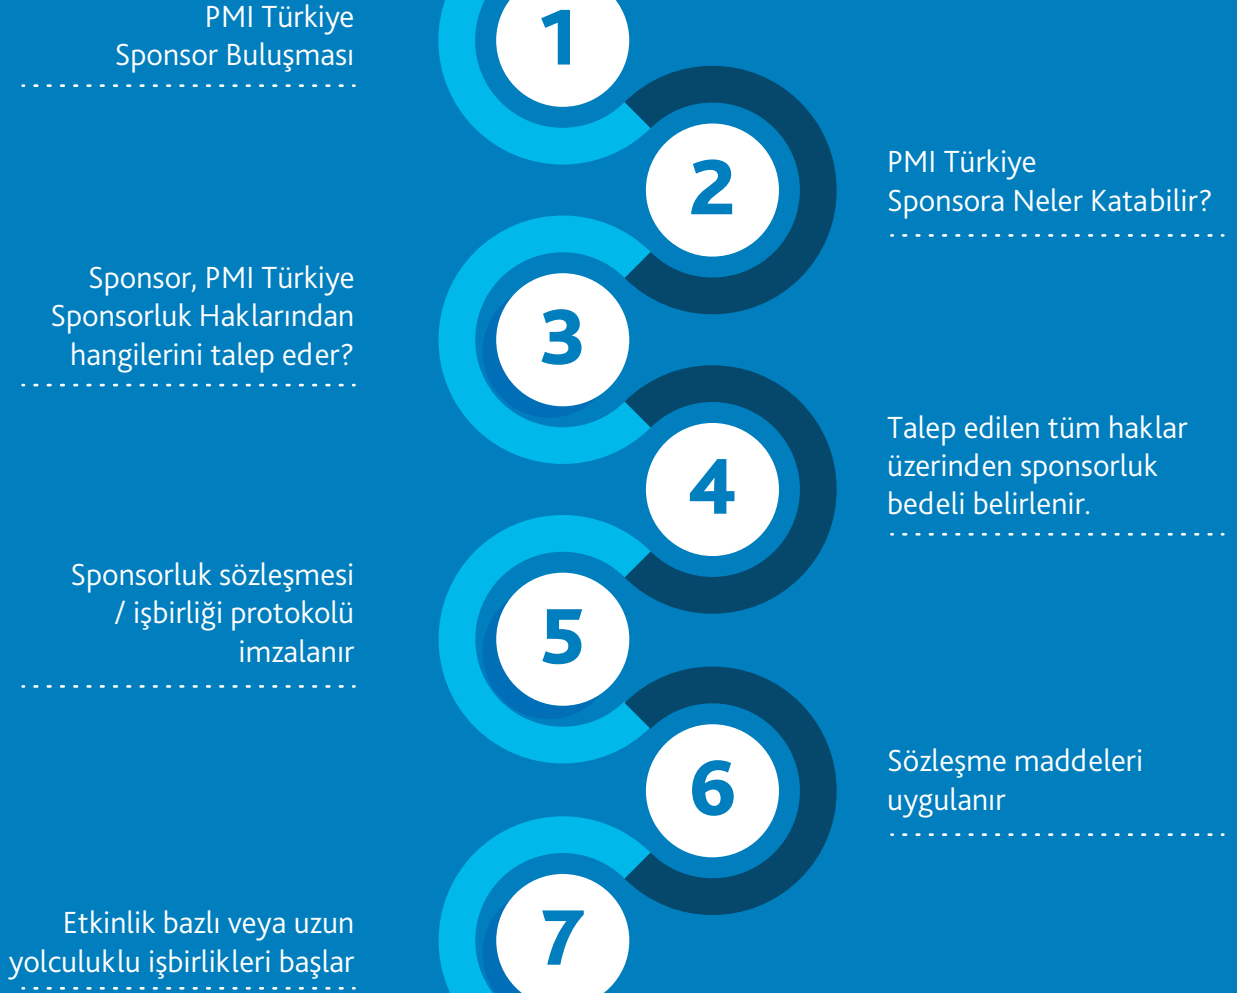 PMI Türkiye
Sponsor Buluşması
1
2
PMI Türkiye
Sponsora Neler Katabilir?
Sponsor, PMI Türkiye
Sponsorluk Haklarından
hangilerini talep eder?
3
4
Talep edilen tüm haklar
üzerinden sponsorluk
bedeli belirlenir.
Sponsorluk sözleşmesi
/ işbirliği protokolü
imzalanır
5
6
Sözleşme maddeleri
uygulanır
Etkinlik bazlı veya uzun
yolculuklu işbirlikleri başlar
7